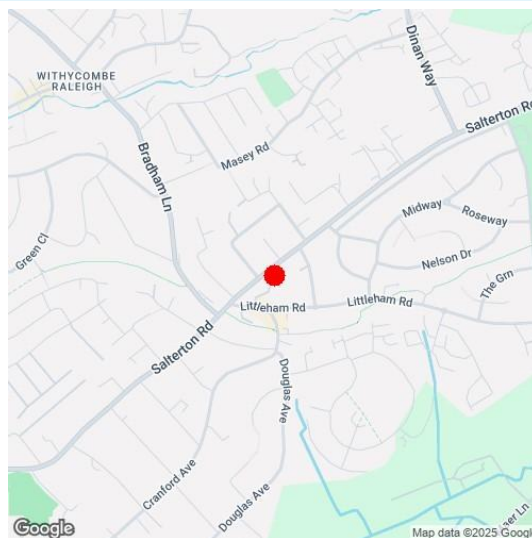 WITHYCOMBE
RALEIGH
Dinan Way
Salterton Rd
Masey Rd
Bradham Ln
Midway
Roseway
Green Cl
Nelson Dr
The Grn
Littleham Rd
Littleham Rd
Salterton Rd
Douglas Ave
Cranford Ave
Douglas Ave
Ln
Google
Map data ©2025 Google